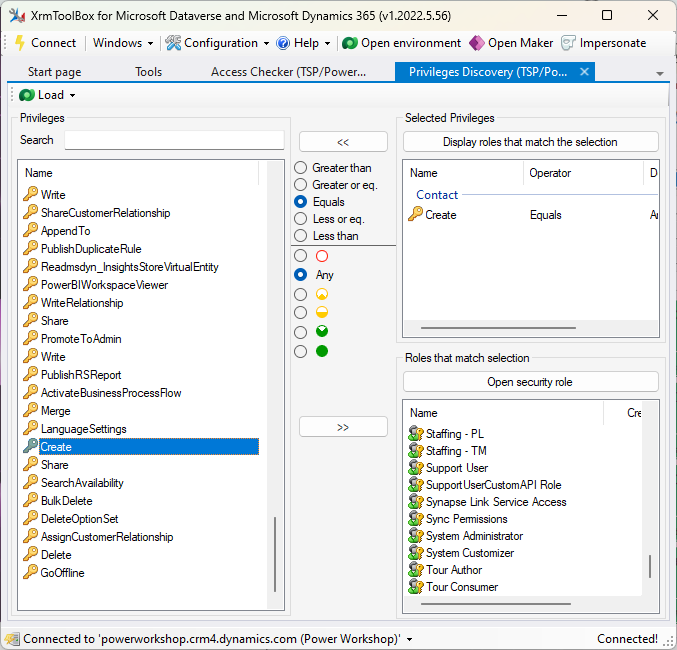 XrmToolBox for Microsoft Dataverse and Microsoft Dynamics 365 (v1.2022.5.56)
Connect Windows Configuration Help Open environment Open Maker Impersonate
Start page Tools Access Checker (TSP/Power... Privileges Discovery (TSP/Po...
Load
Privileges
Search
Name
Write
ShareCustomerRelationship
AppendTo
PublishDuplicateRule
Readmsdyn_InsightsStoreVirtualEntity
PowerBIWorkspaceViewer
WriteRelationship
Share
PromoteToAdmin
Write
PublishRSReport
ActivateBusinessProcessFlow
Merge
LanguageSettings
Create
Share
SearchAvailability
BulkDelete
DeleteOptionSet
AssignCustomerRelationship
Delete
GoOffline
<<
Greater than
Greater or eq.
Equals
Less or eq.
Less than
Any
>>
Selected Privileges
Display roles that match the selection
Name Operator D
Contact
Create Equals Ar
Roles that match selection
Open security role
Name Cre
Staffing - PL
Staffing - TM
Support User
SupportUserCustomAPI Role
Synapse Link Service Access
Sync Permissions
System Administrator
System Customizer
Tour Author
Tour Consumer
Connected to 'powerworkshop.crm4.dynamics.com (Power Workshop)' Connected!